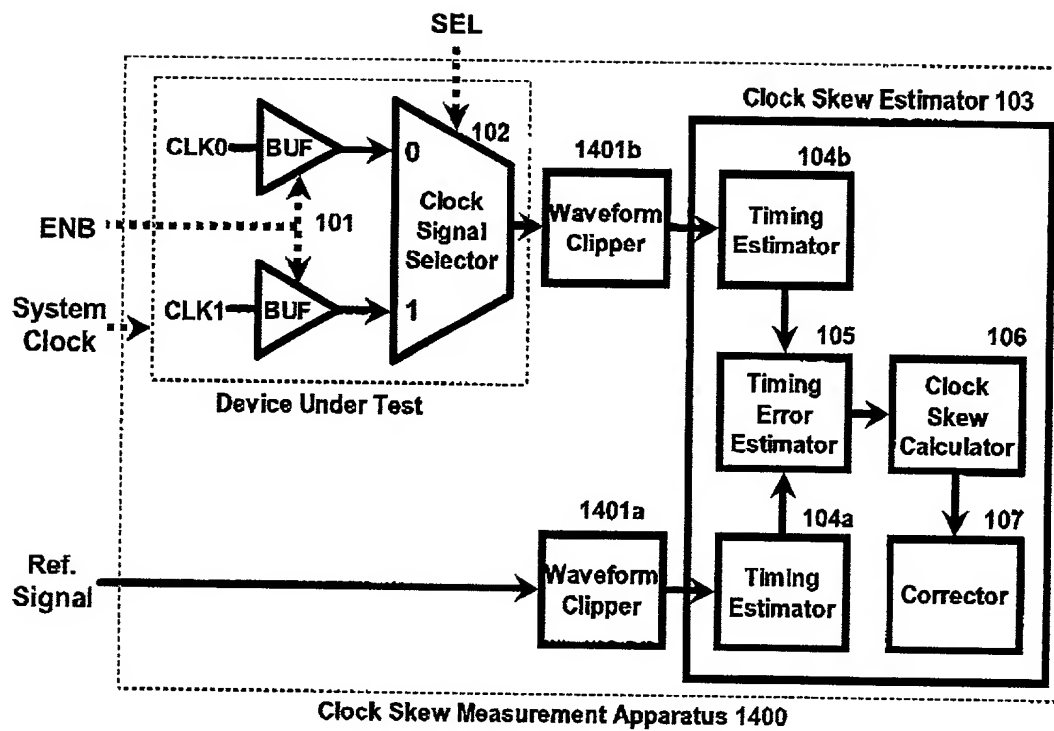 SEL
Clock Skew Estimator 103
CLK0
BUF
0
102
1401b
104b
Clock
Signal
Selector
Waveform
Clipper
Timing
Estimator
ENB
101
System
Clock
CLK1
BUF
1
105
106
Device Under Test
Timing
Error
Estimator
Clock
Skew
Calculator
1401a
104a
107
Ref.
Signal
Waveform
Clipper
Timing
Estimator
Corrector
Clock Skew Measurement Apparatus 1400